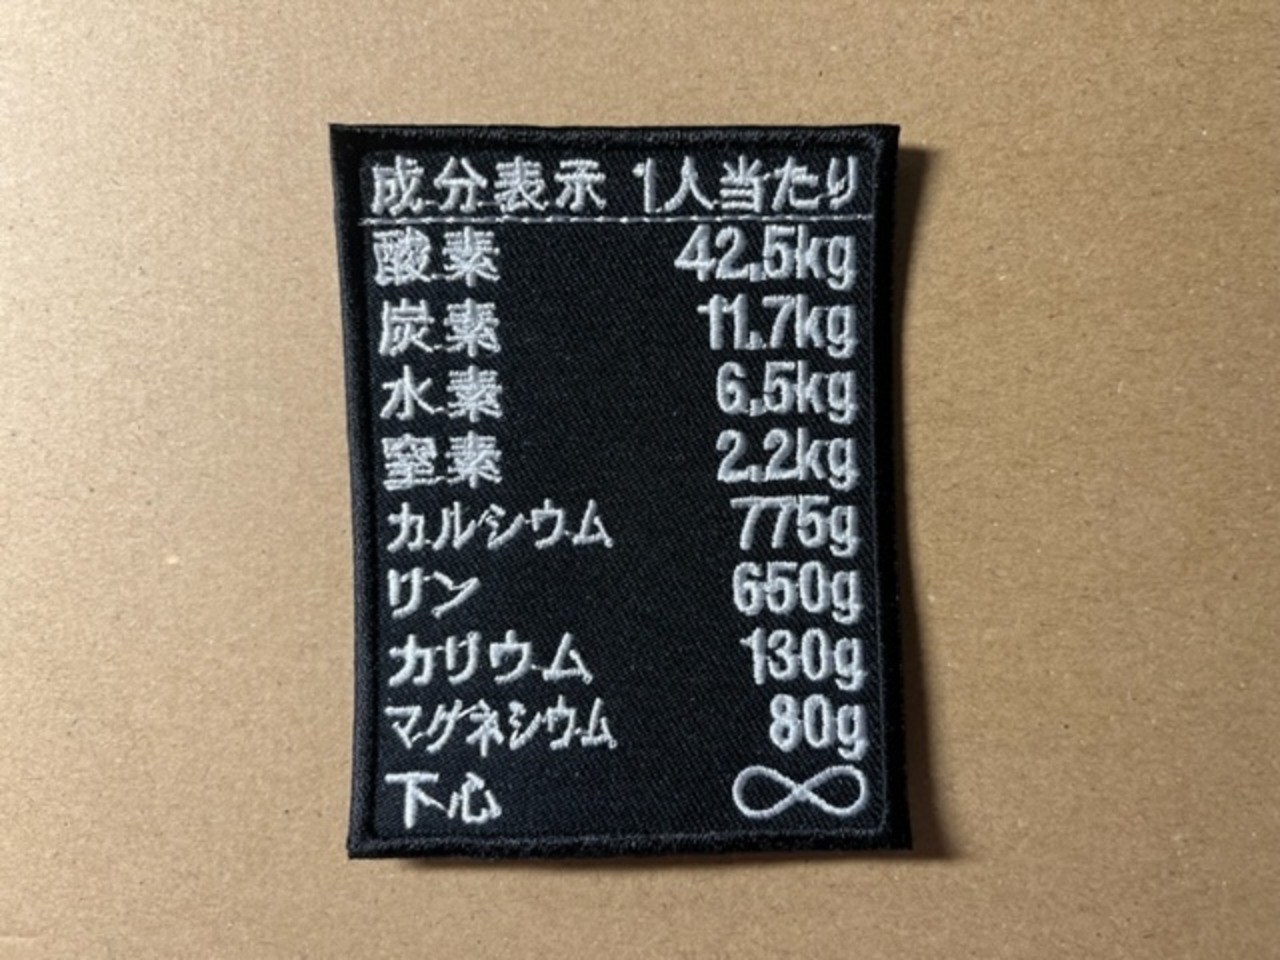 成分表示 1人当たり
酸素 42.5kg
炭素 11.7kg
水素 6.5kg
窒素 2.2kg
カルシウム 775g
リン 650g
カリウム 130g
マグネシウム 80g
下心 ∞